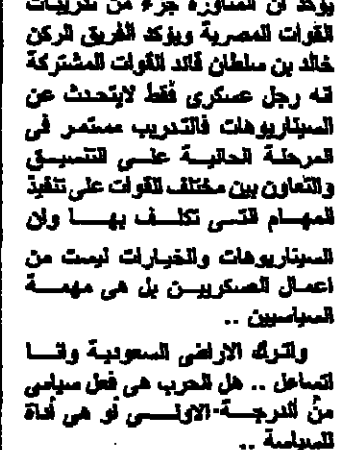 يؤكد ان المناورة جزء من تدريبات
القوات المصرية ويؤكد الفريق الركن
خالد بن سلطان قائد القوات المشتركة
انه رجل عسكرى فقط لايتحدث عن
السيناريوهات فالتدريب مستمر فى
المرحلة الحالية على التنسيق
والتعاون بين مختلف القوات على تنفيذ
المهام التى تكلف بها وان
السيناريوهات والخيارات ليست من
اعمال العسكريين بل هى مهمة
السياسيين ..
واترك الاراضى السعودية وانا
اتساءل .. هل الحرب هى فعل سياسى
من الدرجة الاولى أو هى أداة
للسياسة ..